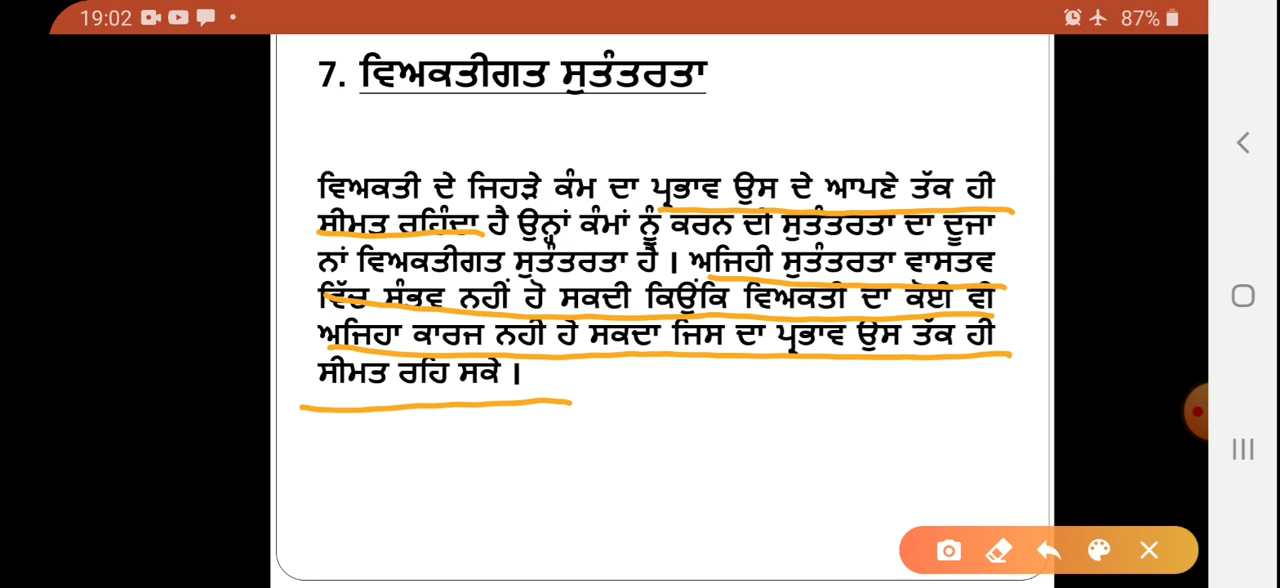 19:02
87%
7. ਵਿਅਕਤੀਗਤ ਸੁਤੰਤਰਤਾ
ਵਿਅਕਤੀ ਦੇ ਜਿਹੜੇ ਕੰਮ ਦਾ ਪ੍ਰਭਾਵ ਉਸ ਦੇ ਆਪਣੇ ਤੱਕ ਹੀ
ਸੀਮਤ ਰਹਿੰਦਾ ਹੈ ਉਨ੍ਹਾਂ ਕੰਮਾਂ ਨੂੰ ਕਰਨ ਦੀ ਸੁਤੰਤਰਤਾ ਦਾ ਦੂਜਾ
ਨਾਂ ਵਿਅਕਤੀਗਤ ਸੁਤੰਤਰਤਾ ਹੈ । ਅਜਿਹੀ ਸੁਤੰਤਰਤਾ ਵਾਸਤਵ
ਵਿੱਚ ਸੰਭਵ ਨਹੀਂ ਹੋ ਸਕਦੀ ਕਿਉਂਕਿ ਵਿਅਕਤੀ ਦਾ ਕੋਈ ਵੀ
ਅਜਿਹਾ ਕਾਰਜ ਨਹੀਂ ਹੋ ਸਕਦਾ ਜਿਸ ਦਾ ਪ੍ਰਭਾਵ ਉਸ ਤੱਕ ਹੀ
ਸੀਮਤ ਰਹਿ ਸਕੇ ।